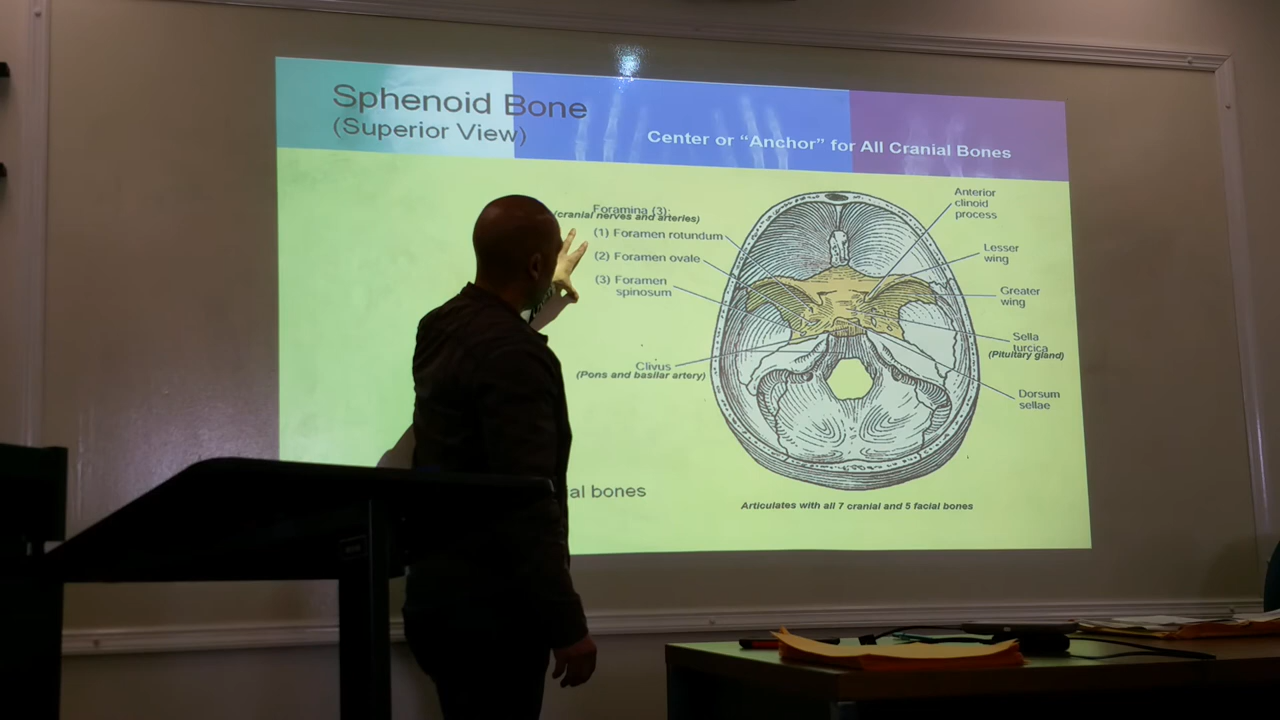 Sphenoid Bone
(Superior View)
Center or “Anchor” for All Cranial Bones
Foramina (3):
(cranial nerves and arteries)
(1) Foramen rotundum
(2) Foramen ovale
(3) Foramen
spinosum
Clivus
(Pons and basilar artery)
Anterior
clinoid
process
Lesser
wing
Greater
wing
Sella
turcica
(Pituitary gland)
Dorsum
sellae
ial bones
Articulates with all 7 cranial and 5 facial bones